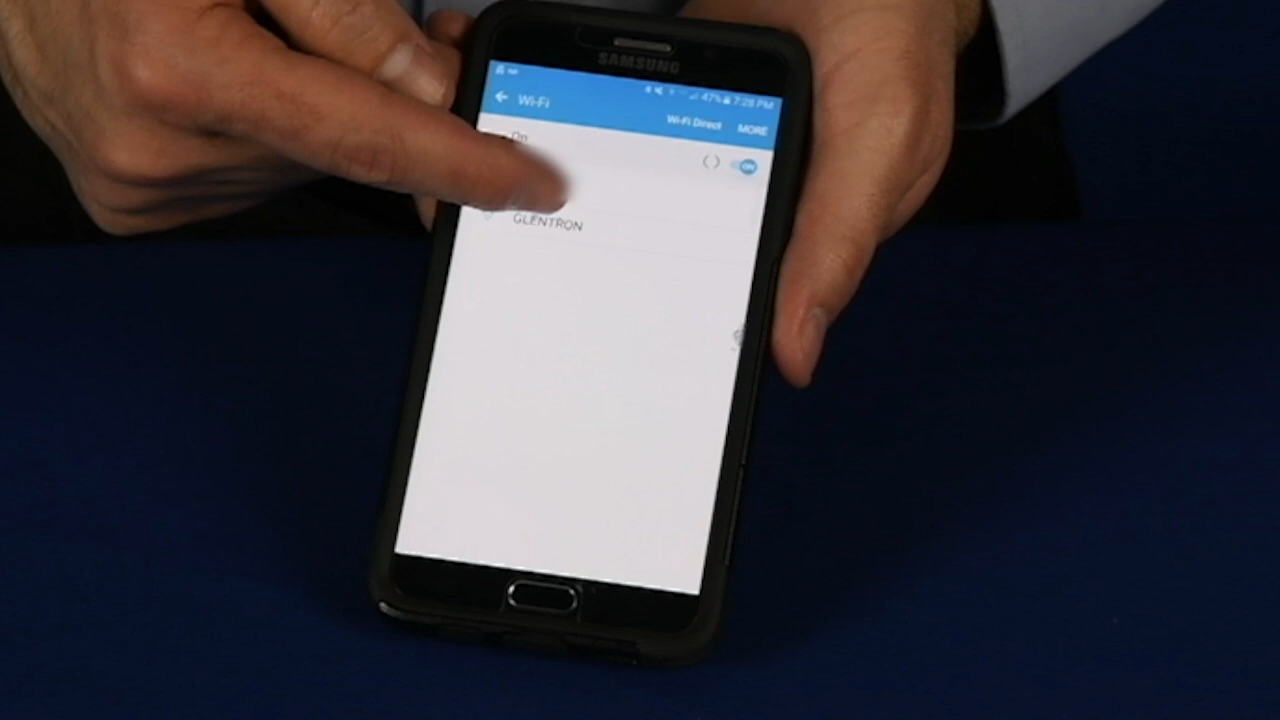 SAMSUNG
47% 7:28 PM
Wi-Fi
Wi-Fi Direct MORE
On
ON
GLENTRON